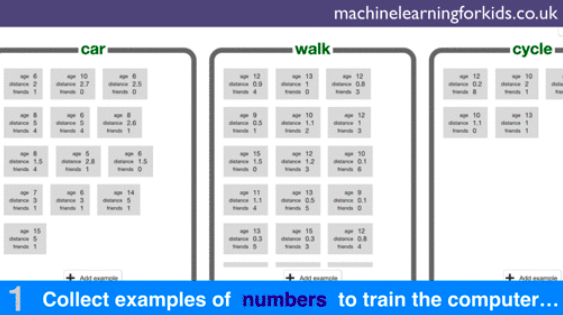 machinelearningforkids.co.uk
car walk cycle
age 6 age 10 age 6
distance 2 distance 2.7 distance 2.5
friends 1 friends 0 friends 0
age 8 age 6 age 8
distance 5 distance 5 distance 2.6
friends 4 friends 4 friends 1
age 8 age 5 age 6
distance 1.5 distance 2.8 distance 1.5
friends 4 friends 1 friends 0
age 7 age 6 age 14
distance 3 distance 3 distance 5
friends 1 friends 1 friends 1
age 15
distance 5
friends 1
Add example
age 12 age 13 age 12
distance 0.9 distance 1 distance 0.8
friends 4 friends 0 friends 3
age 9 age 10 age 12
distance 0.5 distance 1.1 distance 1
friends 1 friends 2 friends 3
age 15 age 12 age 10
distance 1.5 distance 1.2 distance 0.1
friends 0 friends 3 friends 6
age 11 age 13 age 9
distance 1.1 distance 0.5 distance 0.1
friends 4 friends 5 friends 0
age 13 age 15 age 12
distance 0.3 distance 0.3 distance 0.8
friends 5 friends 3 friends 4
Add example
age 12 age 10
distance 0.2 distance 2
friends 8 friends 1
age 10 age 13
distance 1.1 distance 1
friends 0 friends 1
Add example
1 Collect examples of numbers to train the computer...